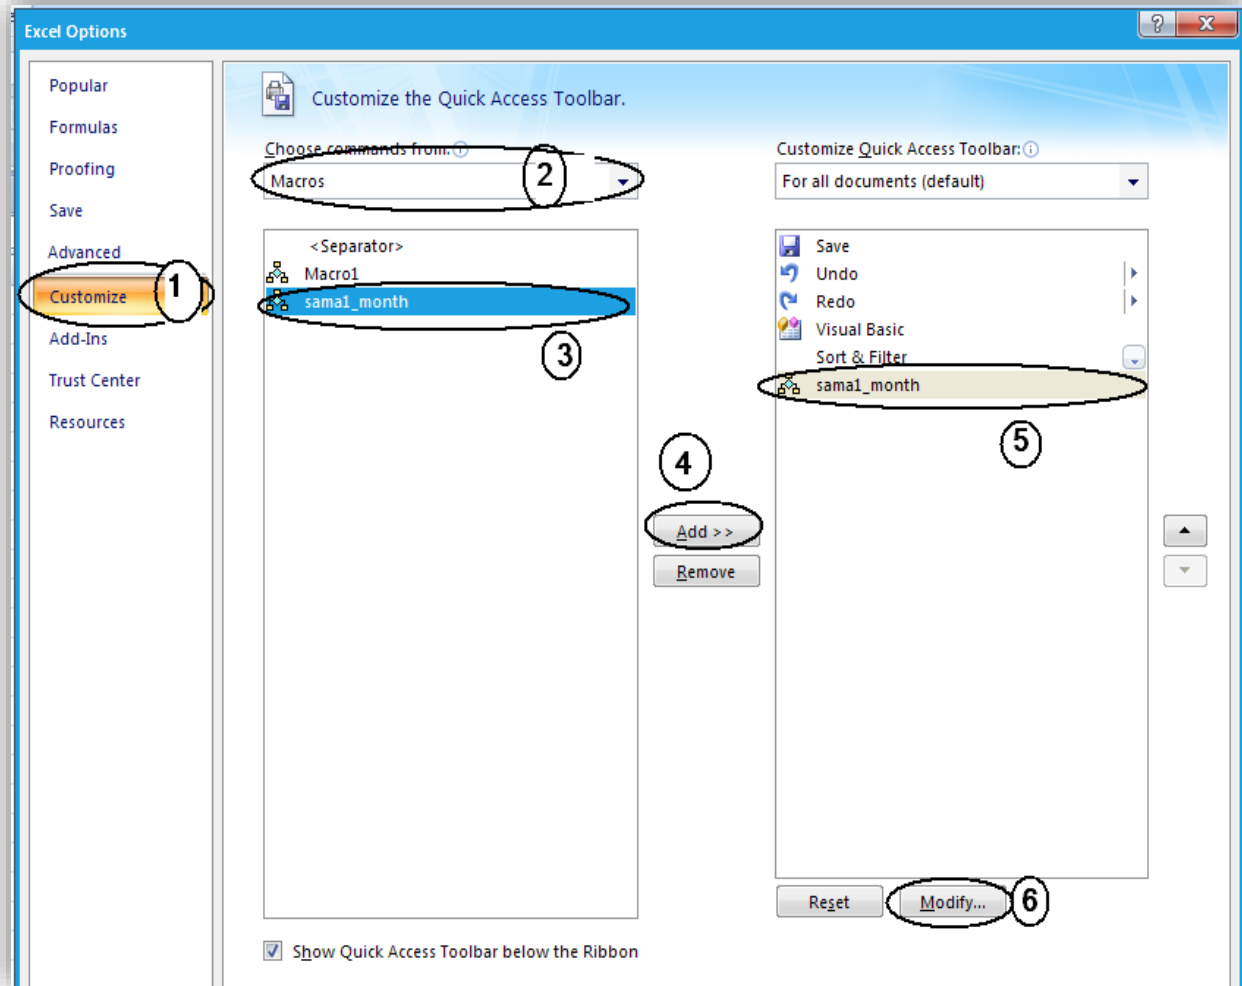 Excel Options
?
X
Popular
Formulas
Proofing
Save
Advanced
Customize
1
Add-Ins
Trust Center
Resources
Customize the Quick Access Toolbar.
Choose commands from:
Macros
2
<Separator>
Macro1
sama1_month
3
4
Add >>
Remove
Customize Quick Access Toolbar:
For all documents (default)
Save
Undo
Redo
Visual Basic
Sort & Filter
sama1_month
5
Reset
Modify...
6
Show Quick Access Toolbar below the Ribbon